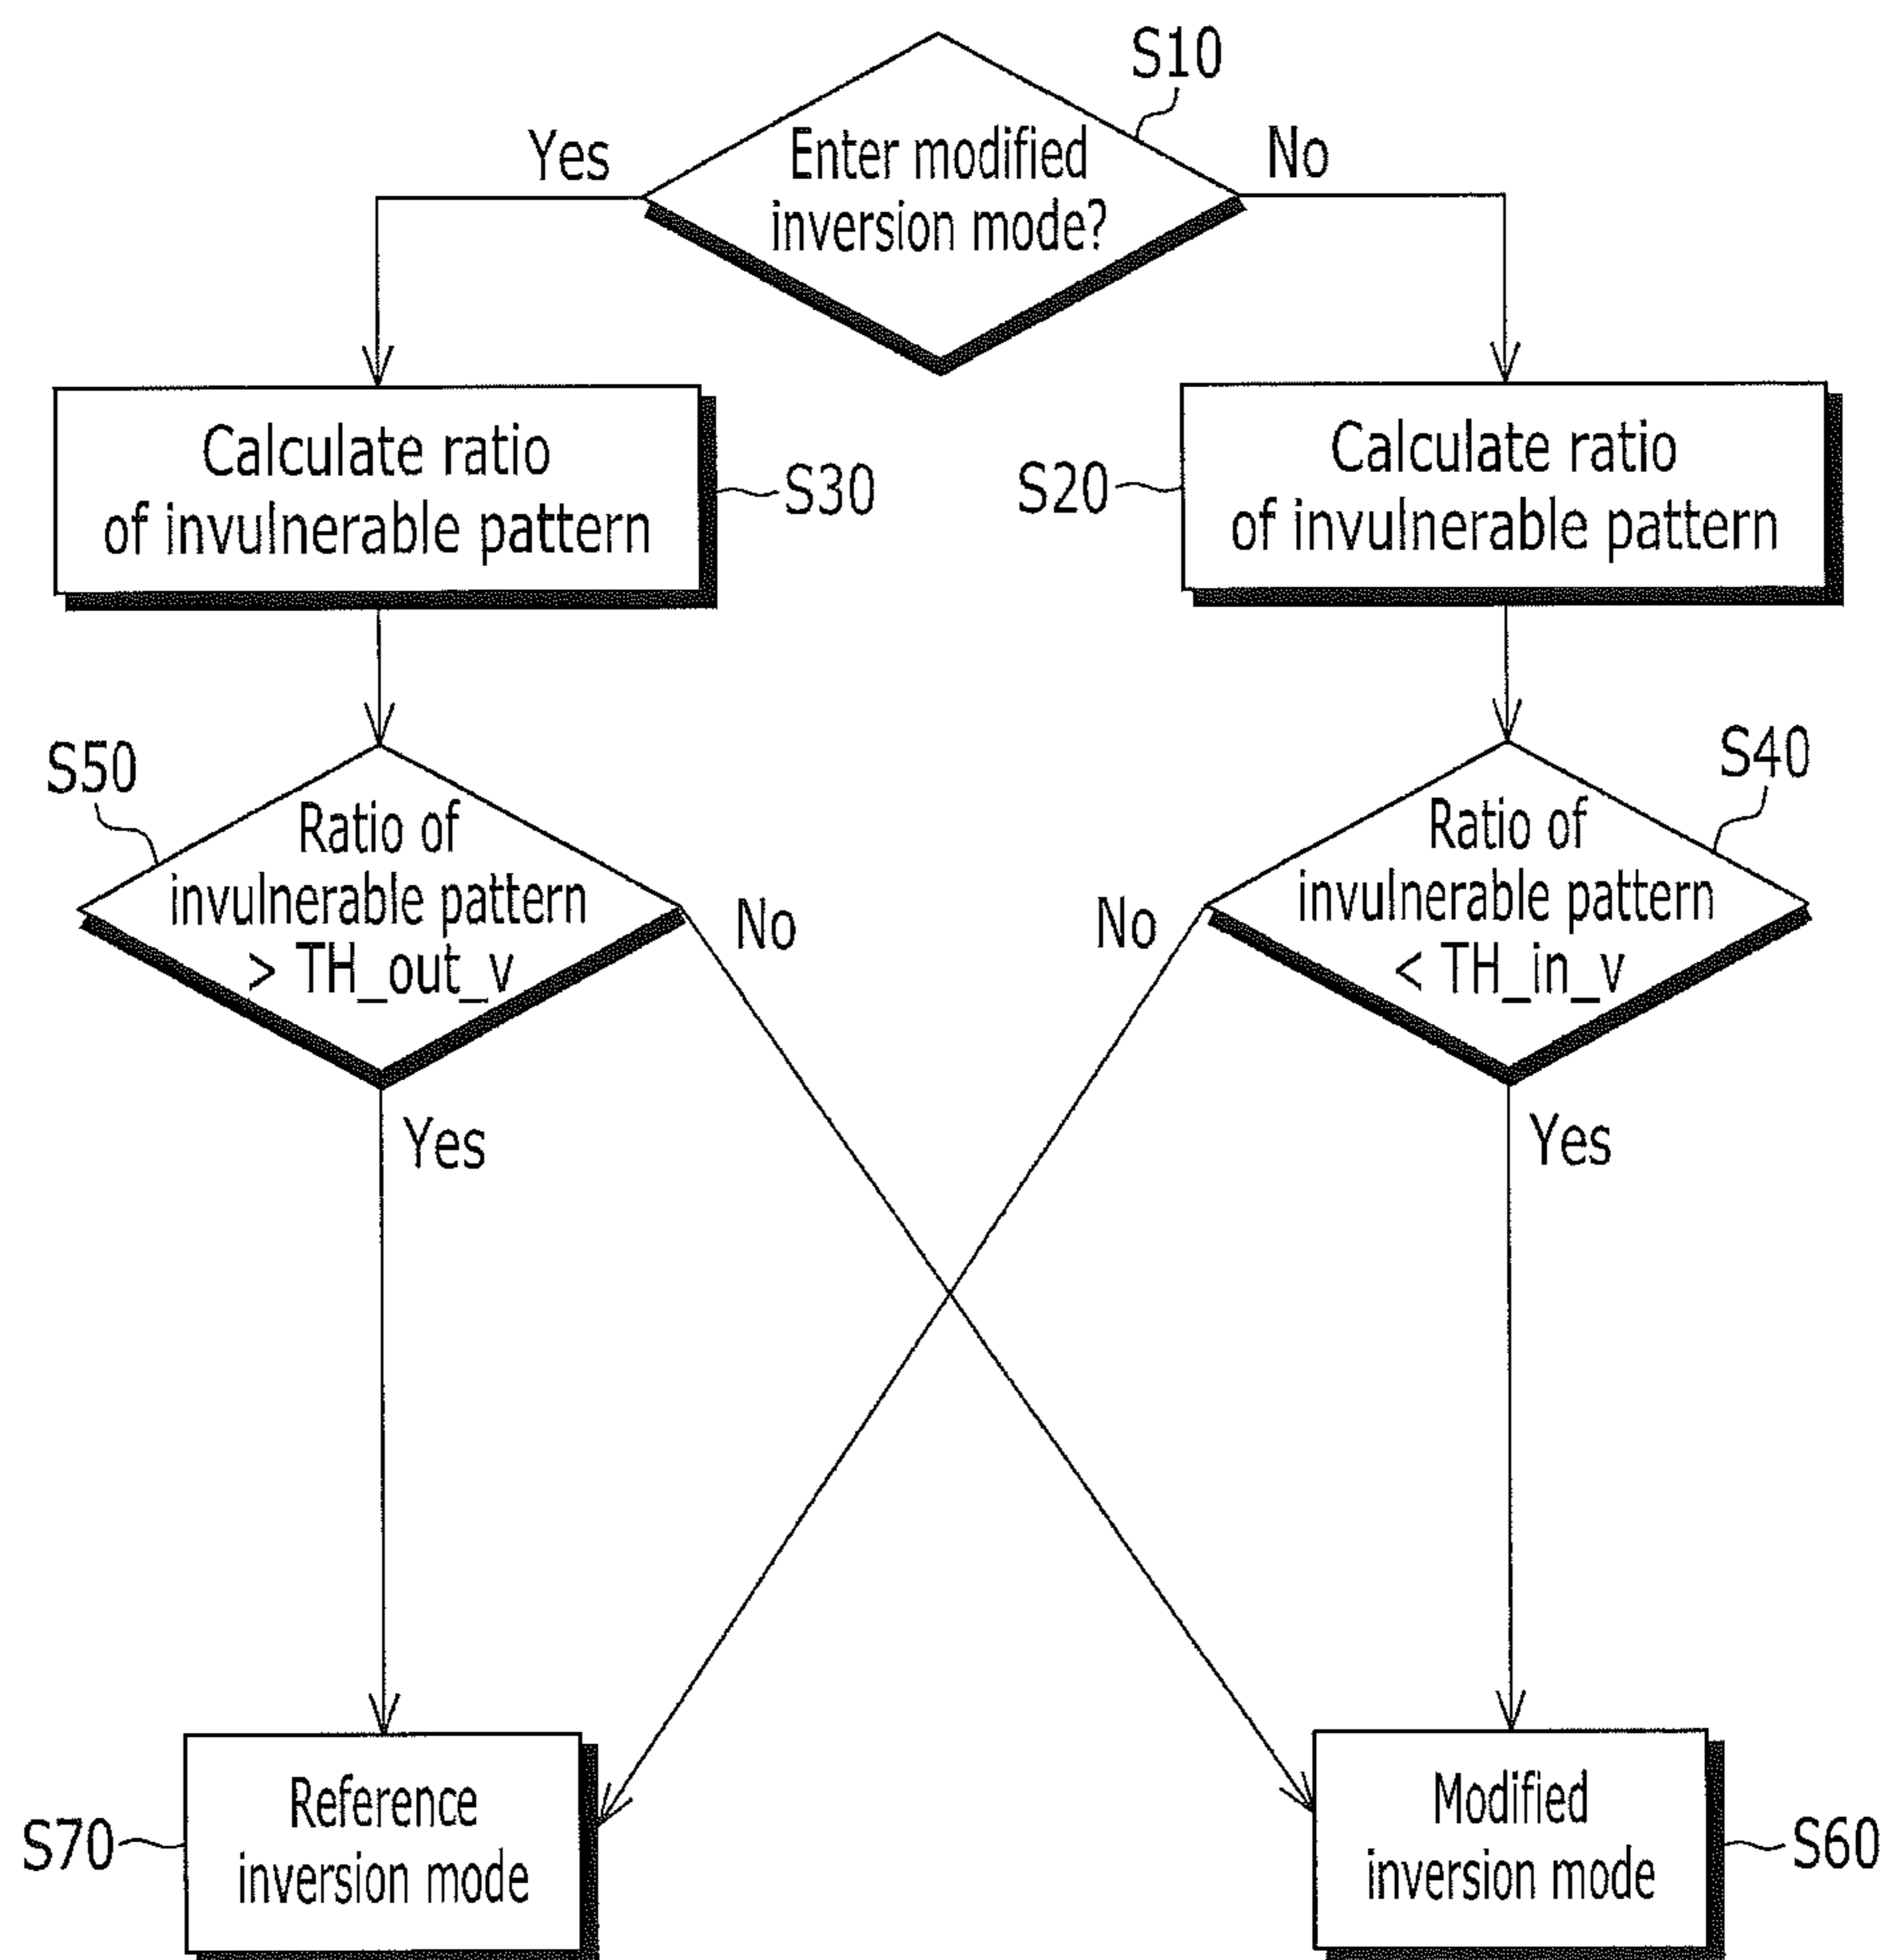 S10
Yes
Enter modified
inversion mode?
No
Calculate ratio
of invulnerable pattern
S30
S20
Calculate ratio
of invulnerable pattern
S50
Ratio of
invulnerable pattern
> TH_out_v
No
Yes
S40
Ratio of
invulnerable pattern
< TH_in_v
No
Yes
S70
Reference
inversion mode
Modified
inversion mode
S60